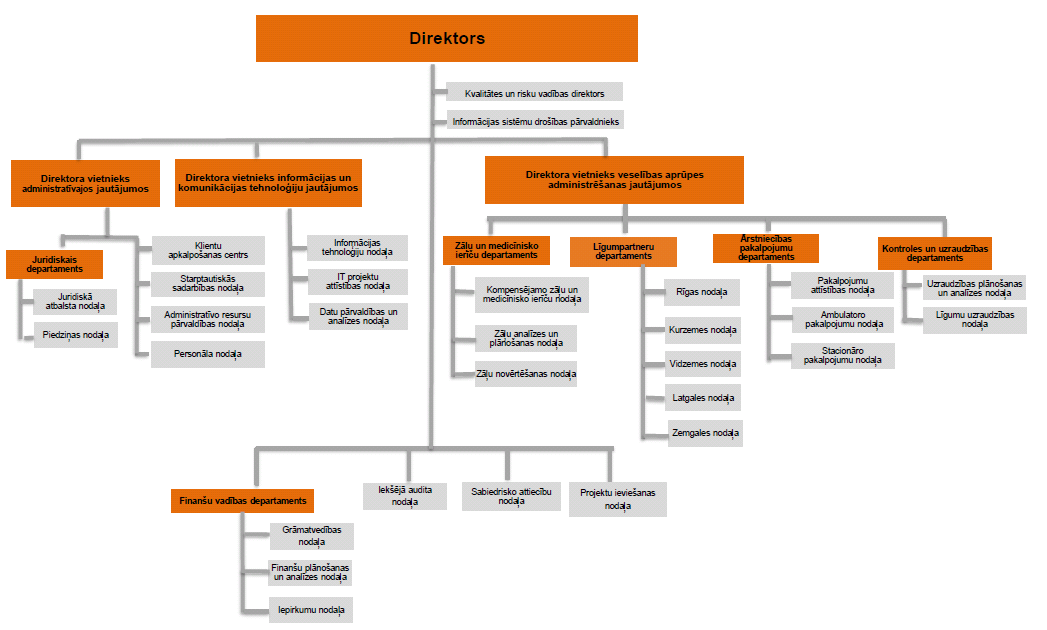 Direktors
Kvalitātes un risku vadības direktors
Informācijas sistēmu drošības pārvaldnieks
Direktora vietnieks
administratīvajos jautājumos
Direktora vietnieks informācijas un
komunikācijas tehnoloģiju jautājumos
Direktora vietnieks veselības aprūpes
administrēšanas jautājumos
Juridiskais
departaments
Juridiskā
atbalsta nodaļa
Piedziņas nodaļa
Klientu
apkalpošanas centrs
Starptautiskās
sadarbības nodaļa
Administratīvo resursu
pārvaldības nodaļa
Personāla nodaļa
Informācijas
tehnoloģiju nodaļa
IT projektu
attīstības nodaļa
Datu pārvaldības un
analīzes nodaļa
Zāļu un medicīnisko
ierīču departaments
Kompensējamo zāļu un
medicīnisko ierīču nodaļa
Zāļu analīzes un
plānošanas nodaļa
Zāļu novērtēšanas nodaļa
Līgumpartneru
departaments
Rīgas nodaļa
Kurzemes nodaļa
Vidzemes nodaļa
Latgales nodaļa
Zemgales nodaļa
Ārstniecības
pakalpojumu
departaments
Pakalpojumu
attīstības nodaļa
Ambulatoro
pakalpojumu nodaļa
Stacionāro
pakalpojumu nodaļa
Kontroles un uzraudzības
departaments
Uzraudzības plānošanas
un analīzes nodaļa
Līgumu uzraudzības
nodaļa
Finanšu vadības departaments
Grāmatvedības
nodaļa
Finanšu plānošanas
un analīzes nodaļa
Iepirkumu nodaļa
Iekšējā audita
nodaļa
Sabiedrisko attiecību
nodaļa
Projektu ieviešanas
nodaļa